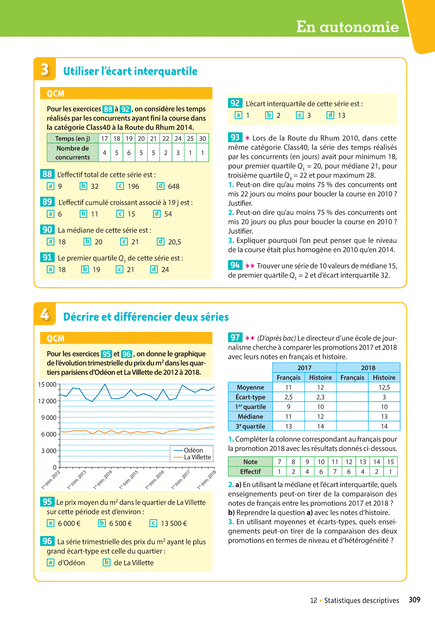 En autonomie
3 Utiliser l'écart interquartile
QCM
Pour les exercices 88 à 92, on considère les temps
réalisés par les concurrents ayant fini la course dans
la catégorie Class40 à la Route du Rhum 2014.
Temps (en j) 17 18 19 20 21 22 24 25 30
Nombre de concurrents 4 5 6 5 5 2 3 1 1
88 L'effectif total de cette série est :
a 9 b 32 c 196 d 648
89 L'effectif cumulé croissant associé à 19 j est :
a 6 b 11 c 15 d 54
90 La médiane de cette série est :
a 18 b 20 c 21 d 20,5
91 Le premier quartile Q1 de cette série est :
a 18 b 19 c 21 d 24
92 L'écart interquartile de cette série est :
a 1 b 2 c 3 d 13
93 * Lors de la Route du Rhum 2010, dans cette
même catégorie Class40, la série des temps réalisés
par les concurrents (en jours) avait pour minimum 18,
pour premier quartile Q1 = 20, pour médiane 21, pour
troisième quartile Q3 = 22 et pour maximum 28.
1. Peut-on dire qu'au moins 75 % des concurrents ont
mis 22 jours ou moins pour boucler la course en 2010 ?
Justifier.
2. Peut-on dire qu'au moins 75 % des concurrents ont
mis 20 jours ou plus pour boucler la course en 2010 ?
Justifier.
3. Expliquer pourquoi l'on peut penser que le niveau
de la course était plus homogène en 2010 qu'en 2014.
94 ** Trouver une série de 10 valeurs de médiane 15,
de premier quartile Q1 = 2 et d'écart interquartile 32.
4 Décrire et différencier deux séries
QCM
Pour les exercices 95 et 96, on donne le graphique
de l'évolution trimestrielle du prix du m² dans les quar-
tiers parisiens d'Odéon et La Villette de 2012 à 2018.
15 000
12 000
9 000
6 000
3 000
0
Odéon
La Villette
1er trim. 2012 1er trim. 2013 1er trim. 2014 1er trim. 2015 1er trim. 2016 1er trim. 2017 1er trim. 2018
95 Le prix moyen du m² dans le quartier de La Villette
sur cette période est d'environ :
a 6 000 € b 6 500 € c 13 500 €
96 La série trimestrielle des prix du m² ayant le plus
grand écart-type est celui du quartier :
a d'Odéon b de La Villette
97 ** (D'après bac) Le directeur d'une école de jour-
nalisme cherche à comparer les promotions 2017 et 2018
avec leurs notes en français et histoire.
2017 2018
Français Histoire Français Histoire
Moyenne 11 12 12,5
Écart-type 2,5 2,3 3
1er quartile 9 10 10
Médiane 11 12 13
3e quartile 13 14 14
1. Compléter la colonne correspondant au français pour
la promotion 2018 avec les résultats donnés ci-dessous.
Note 7 8 9 10 11 12 13 14 15
Effectif 1 2 4 6 7 6 4 2 1
2. a) En utilisant la médiane et l'écart interquartile, quels
enseignements peut-on tirer de la comparaison des
notes de français entre les promotions 2017 et 2018 ?
b) Reprendre la question a) avec les notes d'histoire.
3. En utilisant moyennes et écarts-types, quels ensei-
gnements peut-on tirer de la comparaison des deux
promotions en termes de niveau et d'hétérogénéité ?
12 • Statistiques descriptives 309